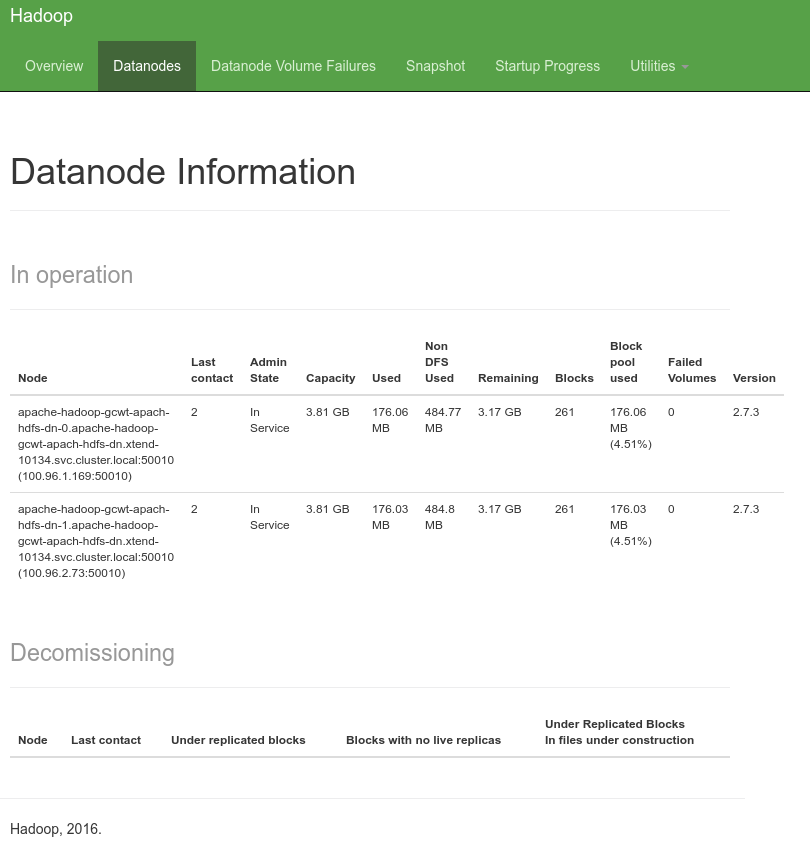 Hadoop
Overview Datanodes Datanode Volume Failures Snapshot Startup Progress Utilities
Datanode Information
In operation
Node Last contact Admin State Capacity Used Non DFS Used Remaining Blocks Block pool used Failed Volumes Version
apache-hadoop-gcwt-apach- 2 In 3.81 GB 176.06 484.77 3.17 GB 261 176.06 0 2.7.3
hdfs-dn-0.apache-hadoop- Service MB MB MB
gcwt-apach-hdfs-dn.xtend- (4.51%)
10134.svc.cluster.local:50010
(100.96.1.169:50010)
apache-hadoop-gcwt-apach- 2 In 3.81 GB 176.03 484.8 3.17 GB 261 176.03 0 2.7.3
hdfs-dn-1.apache-hadoop- Service MB MB MB
gcwt-apach-hdfs-dn.xtend- (4.51%)
10134.svc.cluster.local:50010
(100.96.2.73:50010)
Decomissioning
Node Last contact Under replicated blocks Blocks with no live replicas Under Replicated Blocks
In files under construction
Hadoop, 2016.